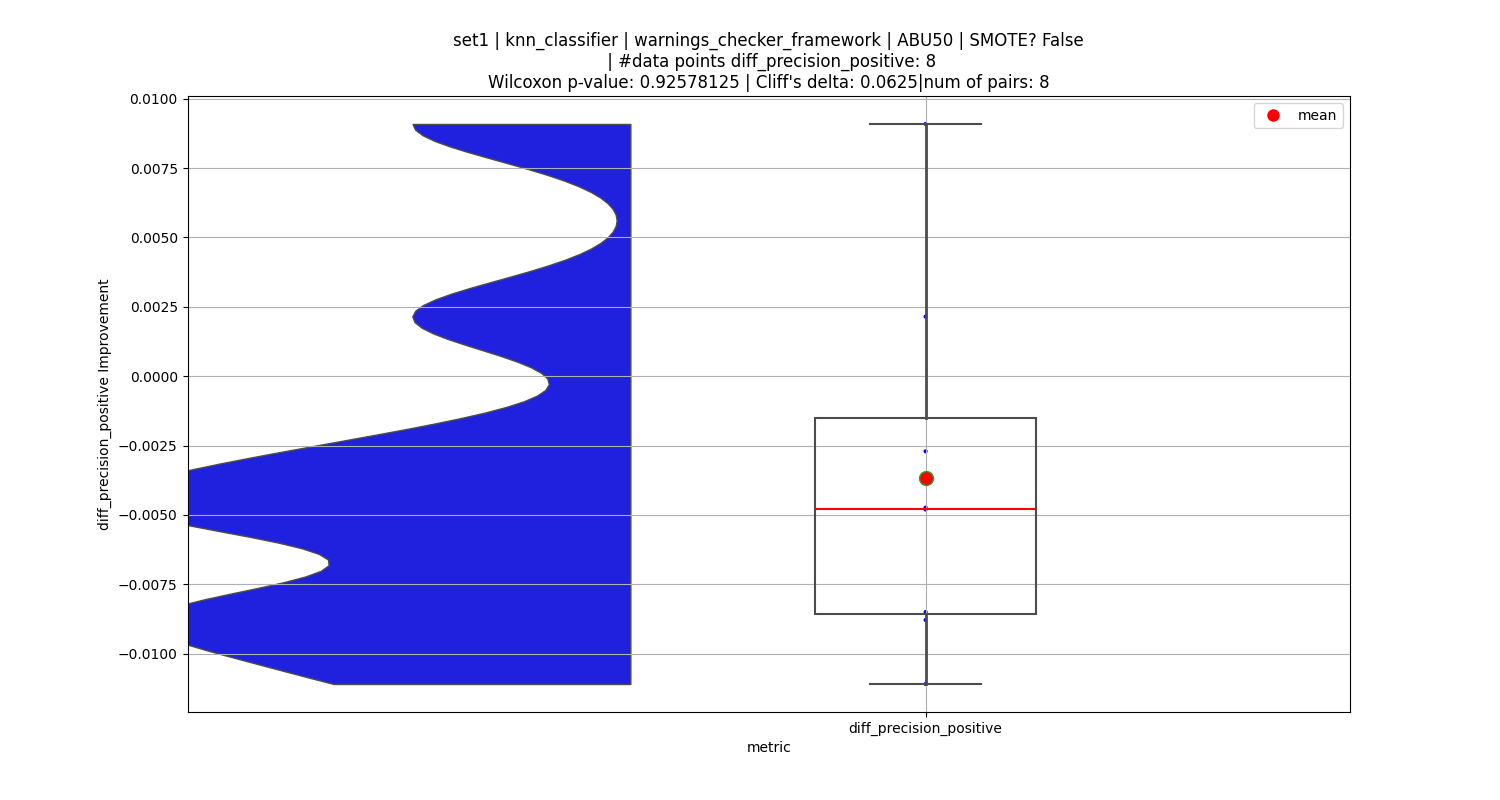 set1 | knn_classifier | warnings_checker_framework | ABU50 | SMOTE? False
| #data points diff_precision_positive: 8
Wilcoxon p-value: 0.92578125 | Cliff's delta: 0.0625|num of pairs: 8
mean
0.0100
0.0075
0.0050
0.0025
0.0000
−0.0025
−0.0050
−0.0075
−0.0100
diff_precision_positive Improvement
diff_precision_positive
metric